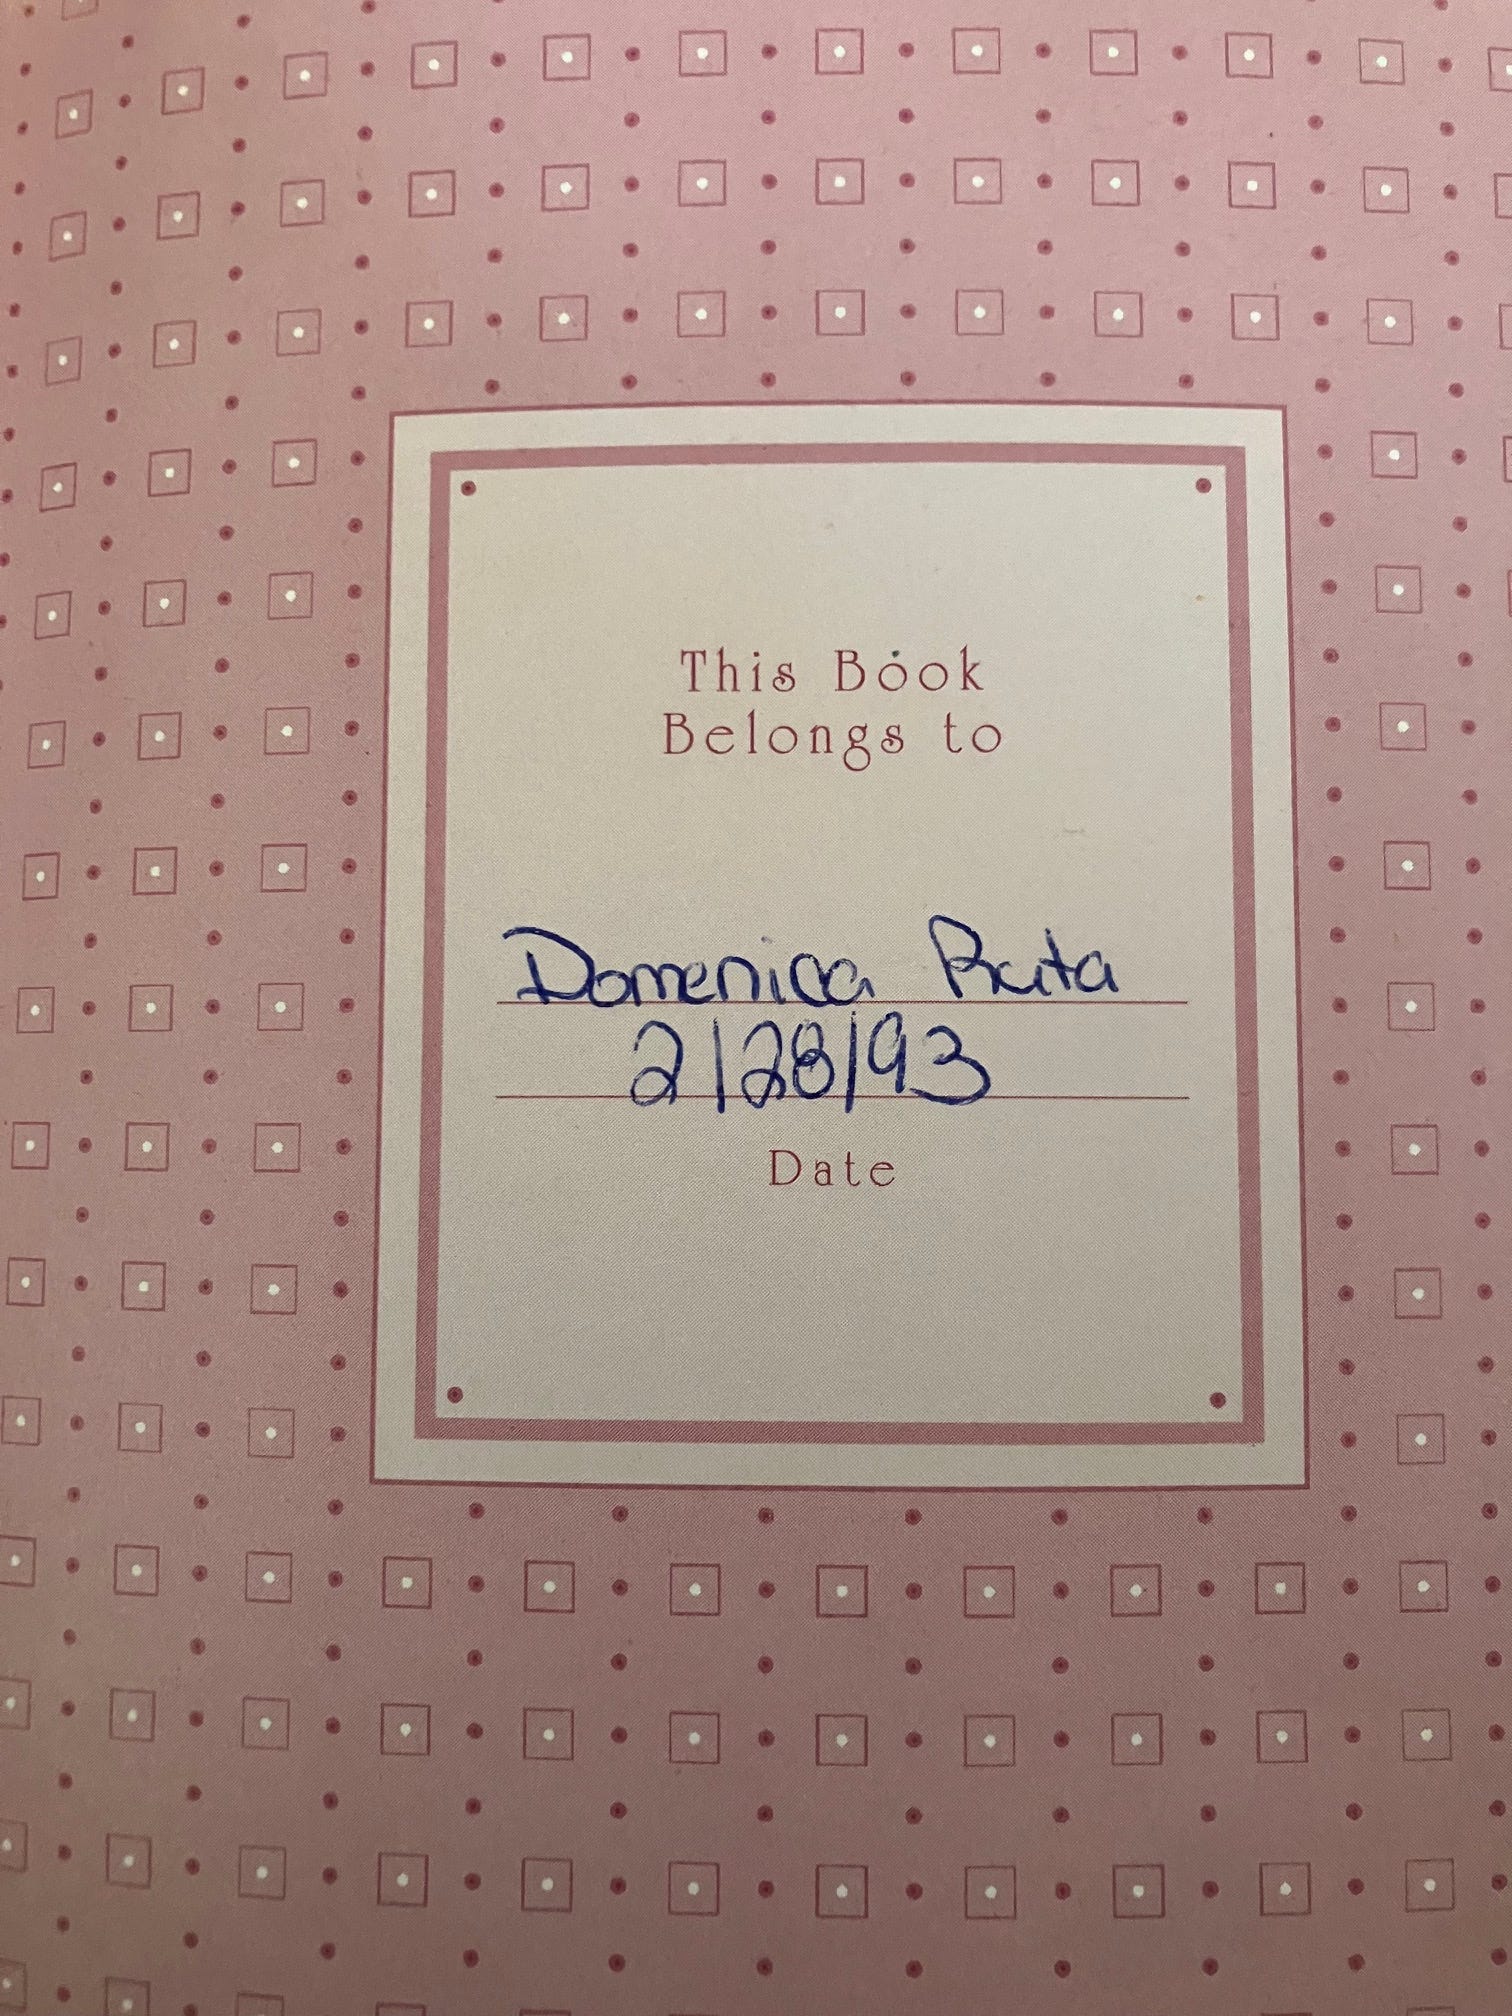 This Book
Belongs to
Domenica Ruta
2/28/93
Date